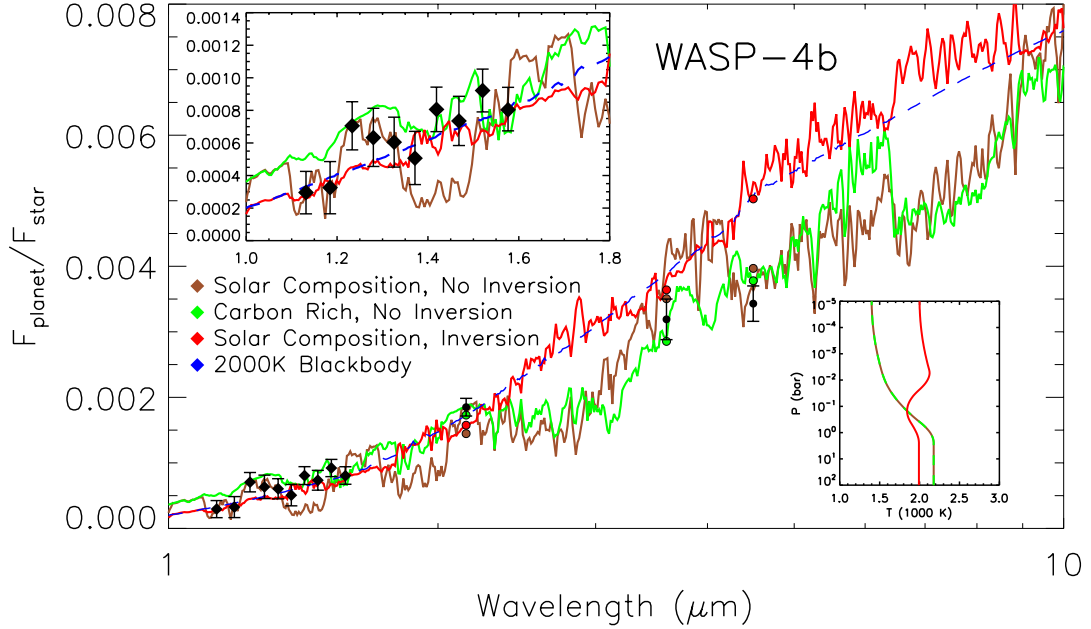 WASP-4b
0.0014
0.0012
0.0010
0.0008
0.0006
0.0004
0.0002
0.0000
1.0 1.2 1.4 1.6 1.8
Solar Composition, No Inversion
Carbon Rich, No Inversion
Solar Composition, Inversion
2000K Blackbody
F_planet/F_star
0.008
0.006
0.004
0.002
0.000
1 10
Wavelength (μm)
P (bar)
10^-5
10^-4
10^-3
10^-2
10^-1
10^0
10^1
10^2
1.0 1.5 2.0 2.5 3.0
T (1000 K)